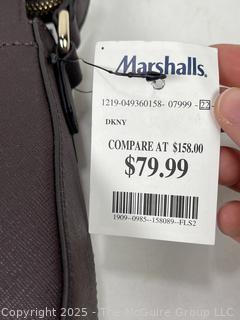 Marshalls.
1219-049360158- 07999 - 23
DKNY
COMPARE AT $158.00
$79.99
1909--0985--158089--FLS2
Copyright © 2025 - The McGuire Group LLC